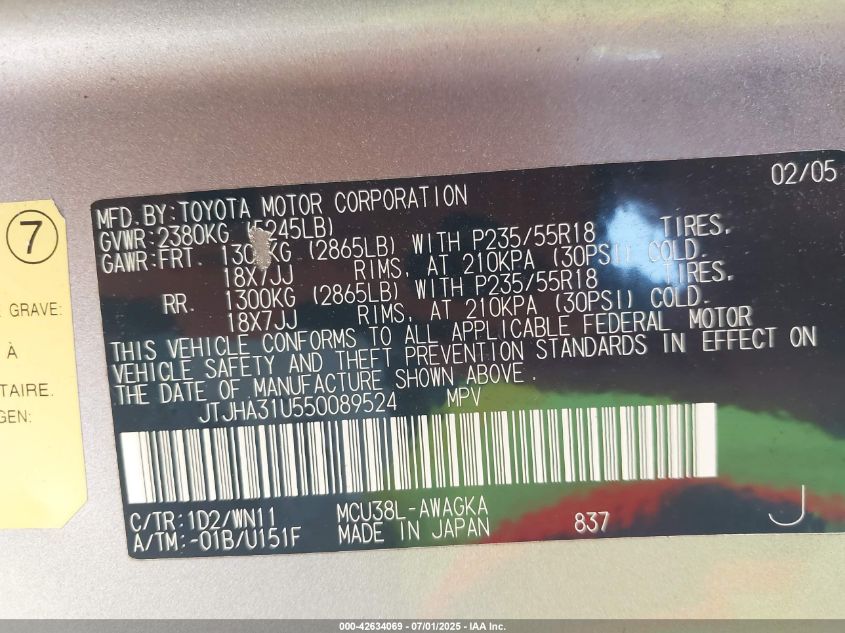 02/05
MFD. BY: TOYOTA MOTOR CORPORATION
GVWR: 2380KG (5245LB)
GAWR: FRT. 1300KG (2865LB) WITH P235/55R18 TIRES,
18X7JJ RIMS, AT 210KPA (30PSI) COLD.
RR. 1300KG (2865LB) WITH P235/55R18 TIRES,
18X7JJ RIMS, AT 210KPA (30PSI) COLD.
THIS VEHICLE CONFORMS TO ALL APPLICABLE FEDERAL MOTOR
VEHICLE SAFETY AND THEFT PREVENTION STANDARDS IN EFFECT ON
THE DATE OF MANUFACTURE SHOWN ABOVE.
JTJHA31U550089524 MPV
C/TR: 1D2/WN11 MCU38L-AWAGKA
A/TM: -01B/U151F MADE IN JAPAN 837 J
7
GRAVE:
À
TAIRE.
GEN:
000-42634069 - 07/01/2025 - IAA Inc.